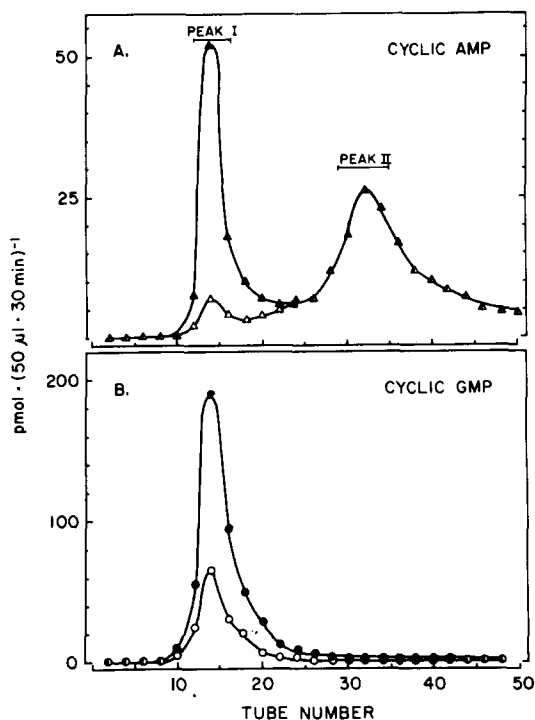 PEAK I
50
A.
CYCLIC AMP
PEAK II
25
pmol · (50 µl · 30 min)⁻¹
200
B.
CYCLIC GMP
100
0
10 20 30 40 50
TUBE NUMBER